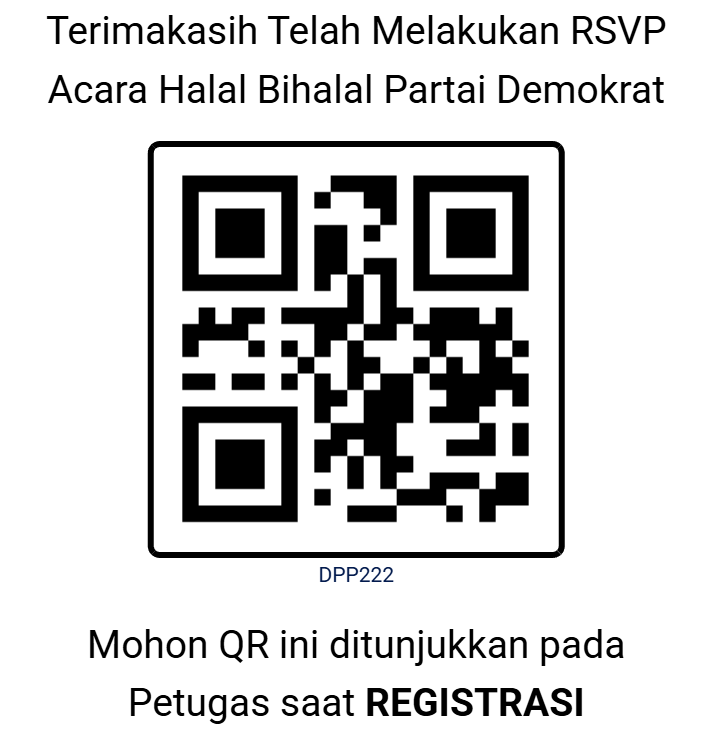 Terimakasih Telah Melakukan RSVP
Acara Halal Bihalal Partai Demokrat
DPP222
Mohon QR ini ditunjukkan pada
Petugas saat REGISTRASI